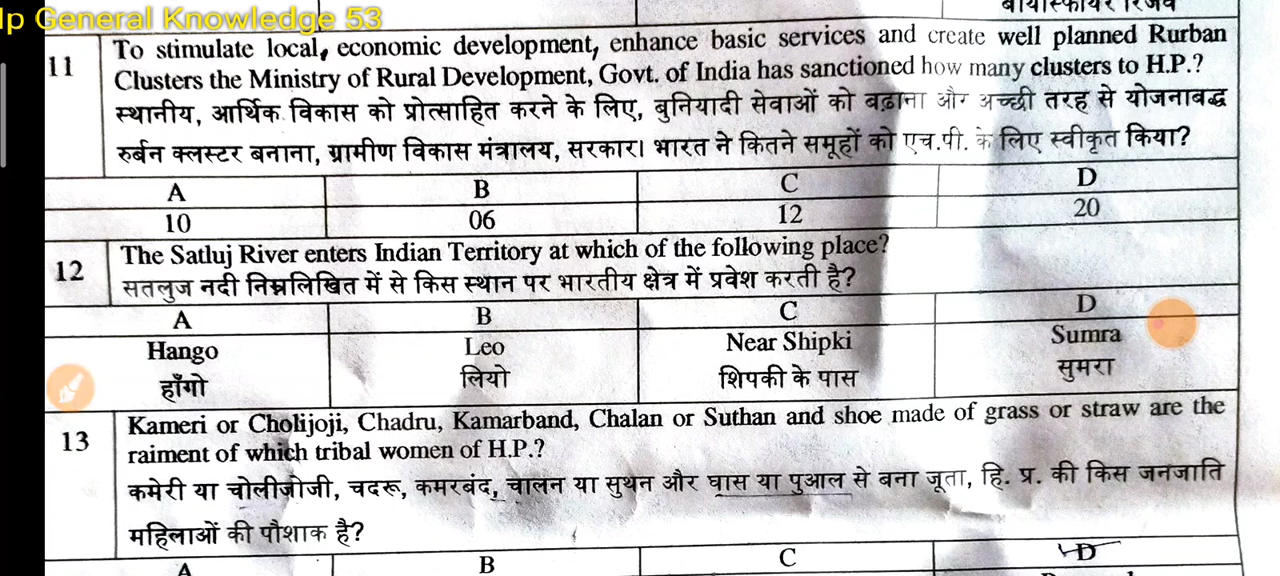 lp General Knowledge 53
बायोस्फीयर रिजर्व
11
To stimulate local, economic development, enhance basic services and create well planned Rurban
Clusters the Ministry of Rural Development, Govt. of India has sanctioned how many clusters to H.P.?
स्थानीय, आर्थिक विकास को प्रोत्साहित करने के लिए, बुनियादी सेवाओं को बढ़ाना और अच्छी तरह से योजनाबद्ध
रुर्बन क्लस्टर बनाना, ग्रामीण विकास मंत्रालय, सरकार। भारत ने कितने समूहों को एच.पी. के लिए स्वीकृत किया?
A B C D
10 06 12 20
12
The Satluj River enters Indian Territory at which of the following place?
सतलुज नदी निम्नलिखित में से किस स्थान पर भारतीय क्षेत्र में प्रवेश करती है?
A B C D
Hango Leo Near Shipki Sumra
हाँगो लियो शिपकी के पास सुमरा
13
Kameri or Cholijoji, Chadru, Kamarband, Chalan or Suthan and shoe made of grass or straw are the
raiment of which tribal women of H.P.?
कमेरी या चोलीजोजी, चदरू, कमरबंद, चालन या सुथन और घास या पुआल से बना जूता, हि. प्र. की किस जनजाति
महिलाओं की पौशाक है?
A B C D